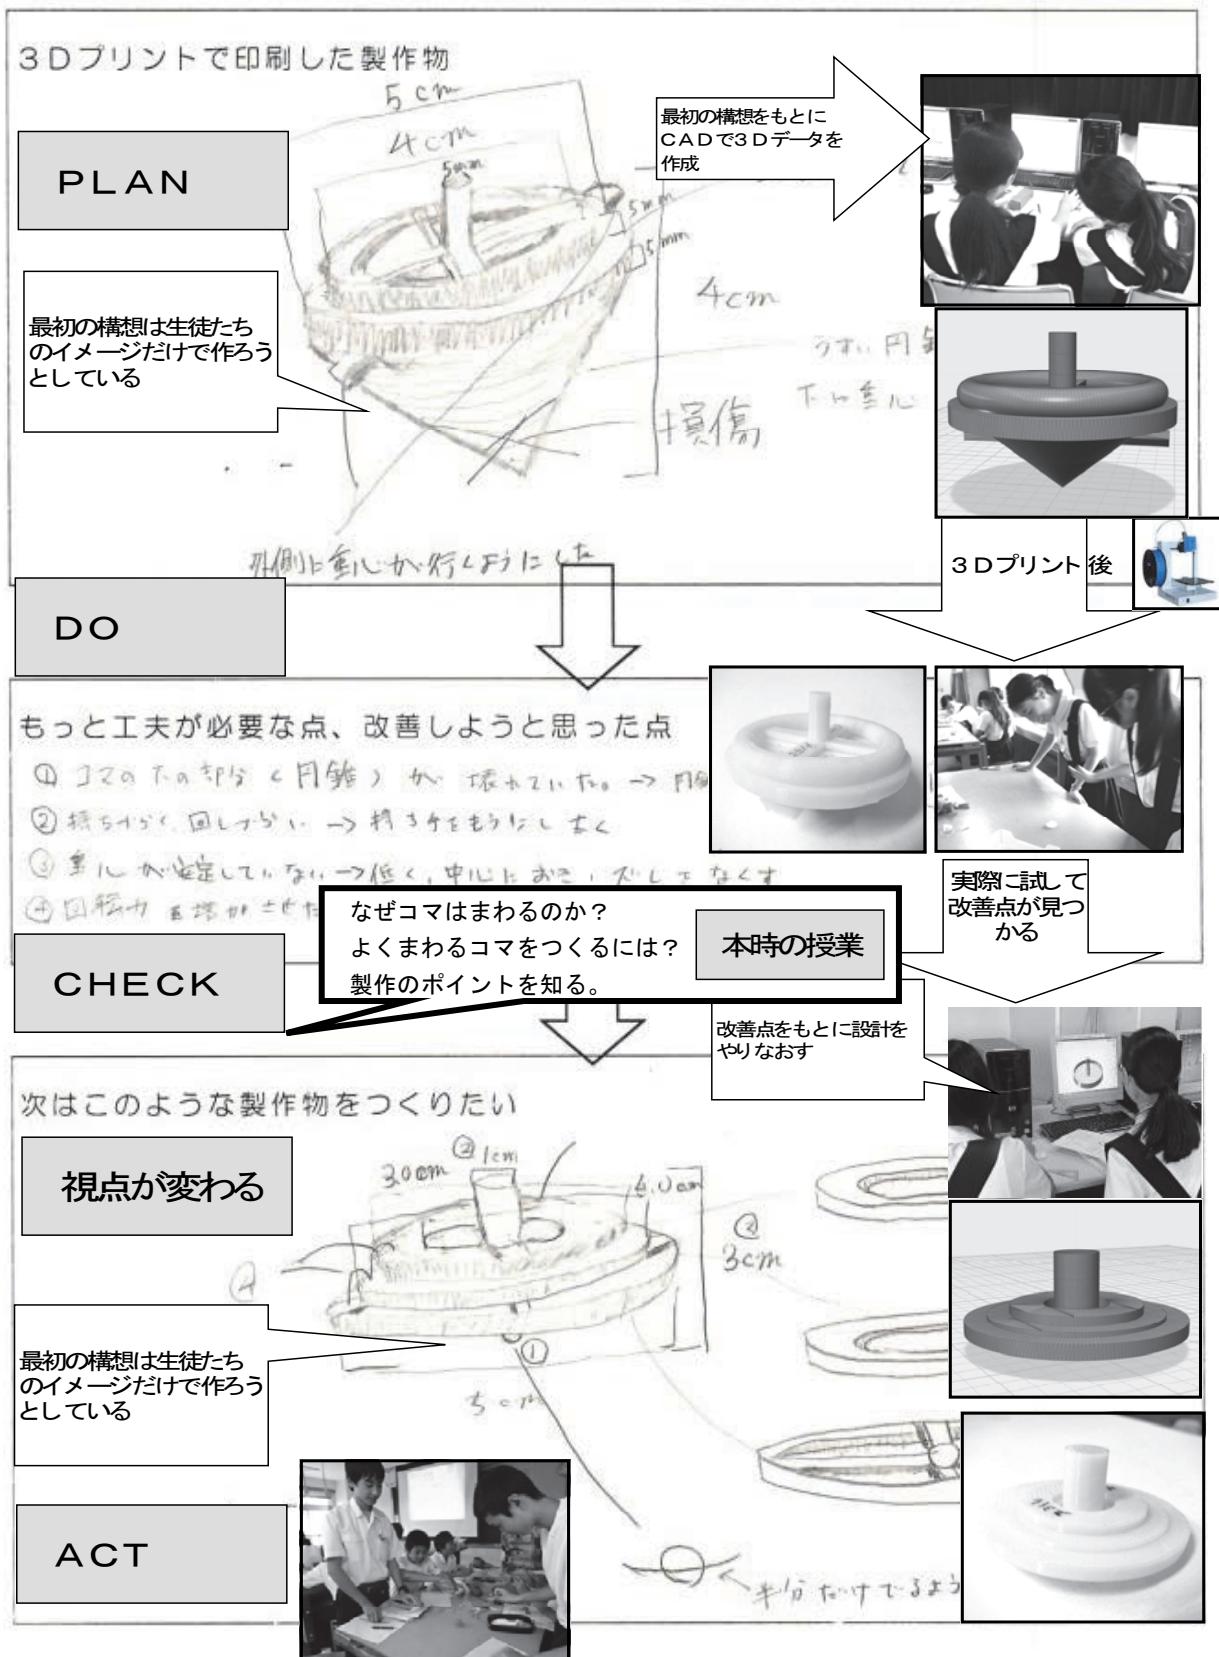 3Dプリントで印刷した製作物
5cm
4cm
5mm
PLAN
最初の構想をもとに
CADで3Dデータを
作成
5mm
5mm
4cm
最初の構想は生徒たち
のイメージだけで作ろう
としている
うすい円錐
下に重心
損傷
外側に重心が行くようにした
3Dプリント後
DO
もっと工夫が必要な点、改善しようと思った点
① コマの下の部分(円錐)が壊れていた。→円錐
② 持ちづらく、回しづらい→持ち手をもう少し太く
③ 重心が安定していない→低く、中心におき、ズレをなくす
④ 回転力を増加させた
実際に試して
改善点が見つ
かる
なぜコマはまわるのか?
よくまわるコマをつくるには?
製作のポイントを知る。
本時の授業
CHECK
改善点をもとに設計を
やりなおす
次はこのような製作物をつくりたい
視点が変わる
3.0cm
② 1cm
4.0cm
②
3cm
④
①
5cm
最初の構想は生徒たち
のイメージだけで作ろう
としている
ACT
半分だけでるよう